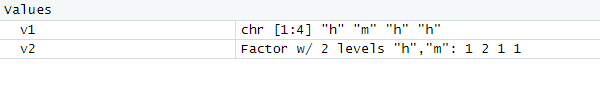 values
v1 chr [1:4] "h" "m" "h" "h"
v2 Factor w/ 2 levels "h","m": 1 2 1 1